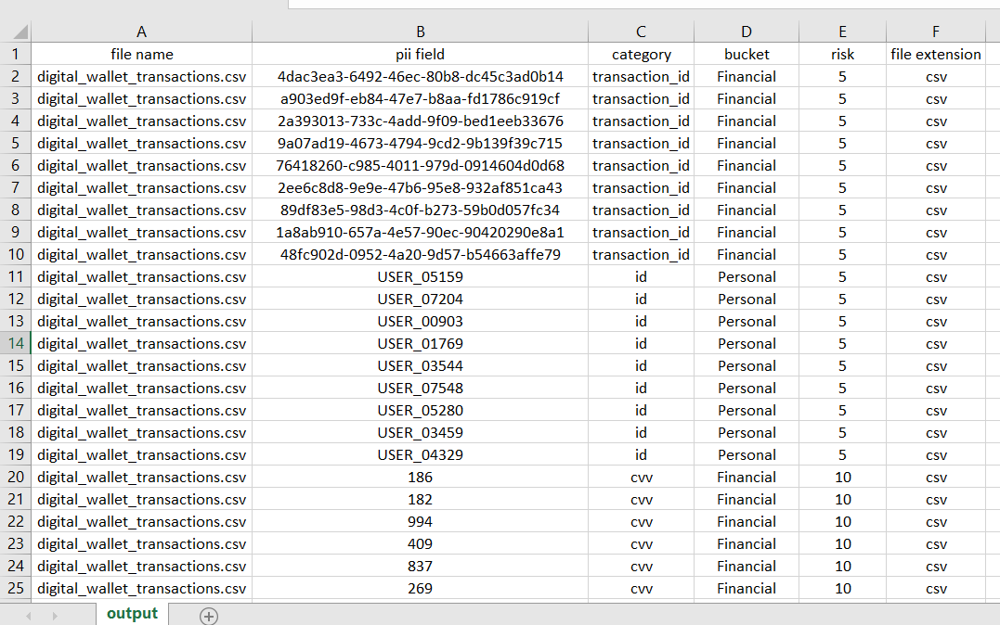 A B C D E F
1 file name pii field category bucket risk file extension
2 digital_wallet_transactions.csv 4dac3ea3-6492-46ec-80b8-dc45c3ad0b14 transaction_id Financial 5 csv
3 digital_wallet_transactions.csv a903ed9f-eb84-47e7-b8aa-fd1786c919cf transaction_id Financial 5 csv
4 digital_wallet_transactions.csv 2a393013-733c-4add-9f09-bed1eeb33676 transaction_id Financial 5 csv
5 digital_wallet_transactions.csv 9a07ad19-4673-4794-9cd2-9b139f39c715 transaction_id Financial 5 csv
6 digital_wallet_transactions.csv 76418260-c985-4011-979d-0914604d0d68 transaction_id Financial 5 csv
7 digital_wallet_transactions.csv 2ee6c8d8-9e9e-47b6-95e8-932af851ca43 transaction_id Financial 5 csv
8 digital_wallet_transactions.csv 89df83e5-98d3-4c0f-b273-59b0d057fc34 transaction_id Financial 5 csv
9 digital_wallet_transactions.csv 1a8ab910-657a-4e57-90ec-90420290e8a1 transaction_id Financial 5 csv
10 digital_wallet_transactions.csv 48fc902d-0952-4a20-9d57-b54663affe79 transaction_id Financial 5 csv
11 digital_wallet_transactions.csv USER_05159 id Personal 5 csv
12 digital_wallet_transactions.csv USER_07204 id Personal 5 csv
13 digital_wallet_transactions.csv USER_00903 id Personal 5 csv
14 digital_wallet_transactions.csv USER_01769 id Personal 5 csv
15 digital_wallet_transactions.csv USER_03544 id Personal 5 csv
16 digital_wallet_transactions.csv USER_07548 id Personal 5 csv
17 digital_wallet_transactions.csv USER_05280 id Personal 5 csv
18 digital_wallet_transactions.csv USER_03459 id Personal 5 csv
19 digital_wallet_transactions.csv USER_04329 id Personal 5 csv
20 digital_wallet_transactions.csv 186 cvv Financial 10 csv
21 digital_wallet_transactions.csv 182 cvv Financial 10 csv
22 digital_wallet_transactions.csv 994 cvv Financial 10 csv
23 digital_wallet_transactions.csv 409 cvv Financial 10 csv
24 digital_wallet_transactions.csv 837 cvv Financial 10 csv
25 digital_wallet_transactions.csv 269 cvv Financial 10 csv
output